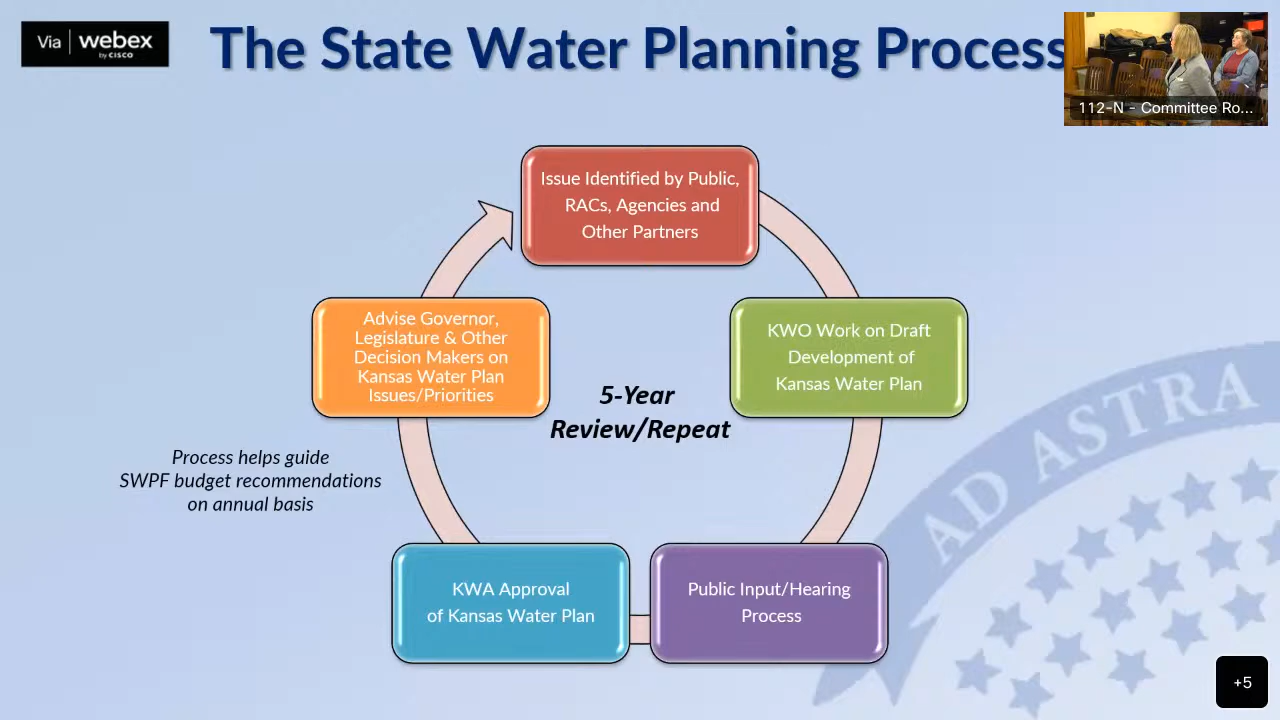 Via webex
by CISCO
The State Water Planning Process
112-N - Committee Ro...
Issue Identified by Public,
RACs, Agencies and
Other Partners
Advise Governor,
Legislature & Other
Decision Makers on
Kansas Water Plan
Issues/Priorities
KWO Work on Draft
Development of
Kansas Water Plan
5-Year
Review/Repeat
Process helps guide
SWPF budget recommendations
on annual basis
AD ASTRA
KWA Approval
of Kansas Water Plan
Public Input/Hearing
Process
+5